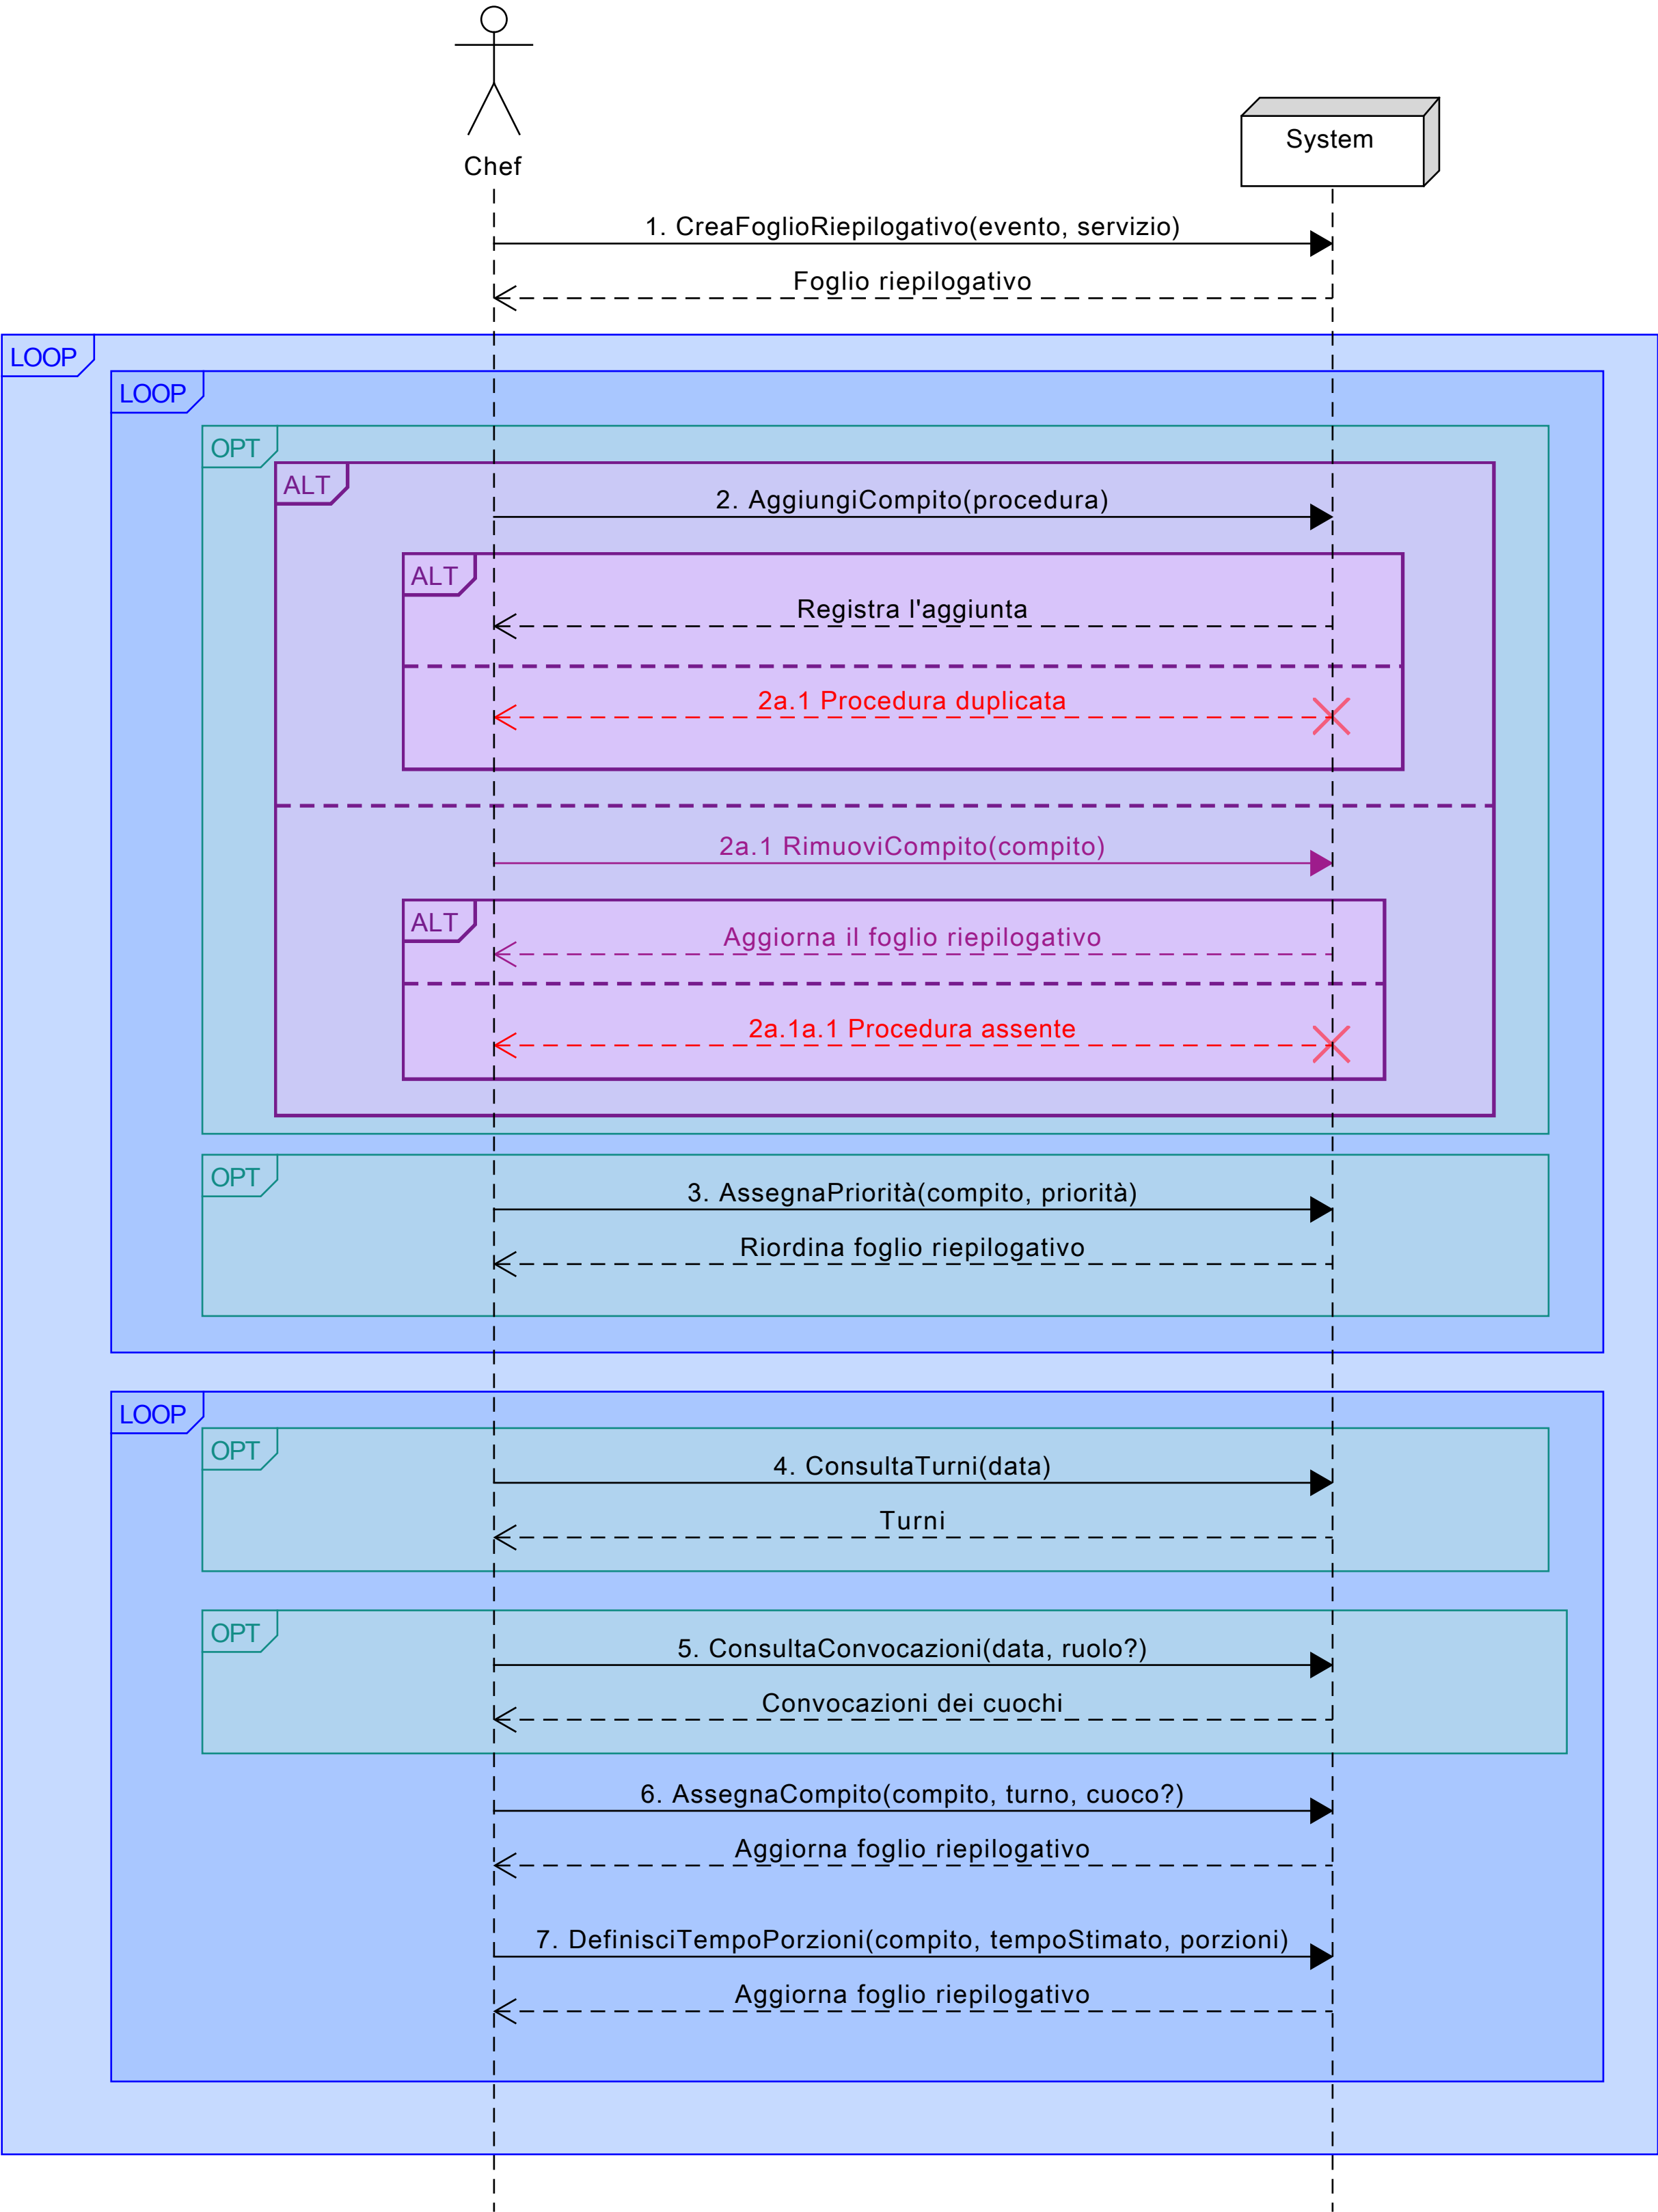 Chef
System
1. CreaFoglioRiepilogativo(evento, servizio)
Foglio riepilogativo
LOOP
LOOP
OPT
ALT
2. AggiungiCompito(procedura)
ALT
Registra l'aggiunta
2a.1 Procedura duplicata
2a.1 RimuoviCompito(compito)
ALT
Aggiorna il foglio riepilogativo
2a.1a.1 Procedura assente
OPT
3. AssegnaPriorità(compito, priorità)
Riordina foglio riepilogativo
LOOP
OPT
4. ConsultaTurni(data)
Turni
OPT
5. ConsultaConvocazioni(data, ruolo?)
Convocazioni dei cuochi
6. AssegnaCompito(compito, turno, cuoco?)
Aggiorna foglio riepilogativo
7. DefinisciTempoPorzioni(compito, tempoStimato, porzioni)
Aggiorna foglio riepilogativo